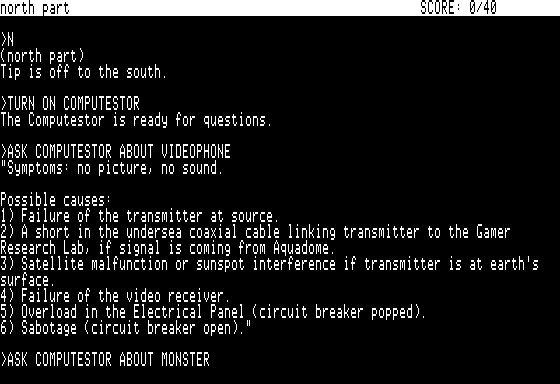 north part SCORE: 0/40
>N
(north part)
Tip is off to the south.
>TURN ON COMPUTESTOR
The Computestor is ready for questions.
>ASK COMPUTESTOR ABOUT VIDEOPHONE
"Symptoms: no picture, no sound.
Possible causes:
1) Failure of the transmitter at source.
2) A short in the undersea coaxial cable linking transmitter to the Gamer
Research Lab, if signal is coming from Aquadome.
3) Satellite malfunction or sunspot interference if transmitter is at earth's
surface.
4) Failure of the video receiver.
5) Overload in the Electrical Panel (circuit breaker popped).
6) Sabotage (circuit breaker open)."
>ASK COMPUTESTOR ABOUT MONSTER